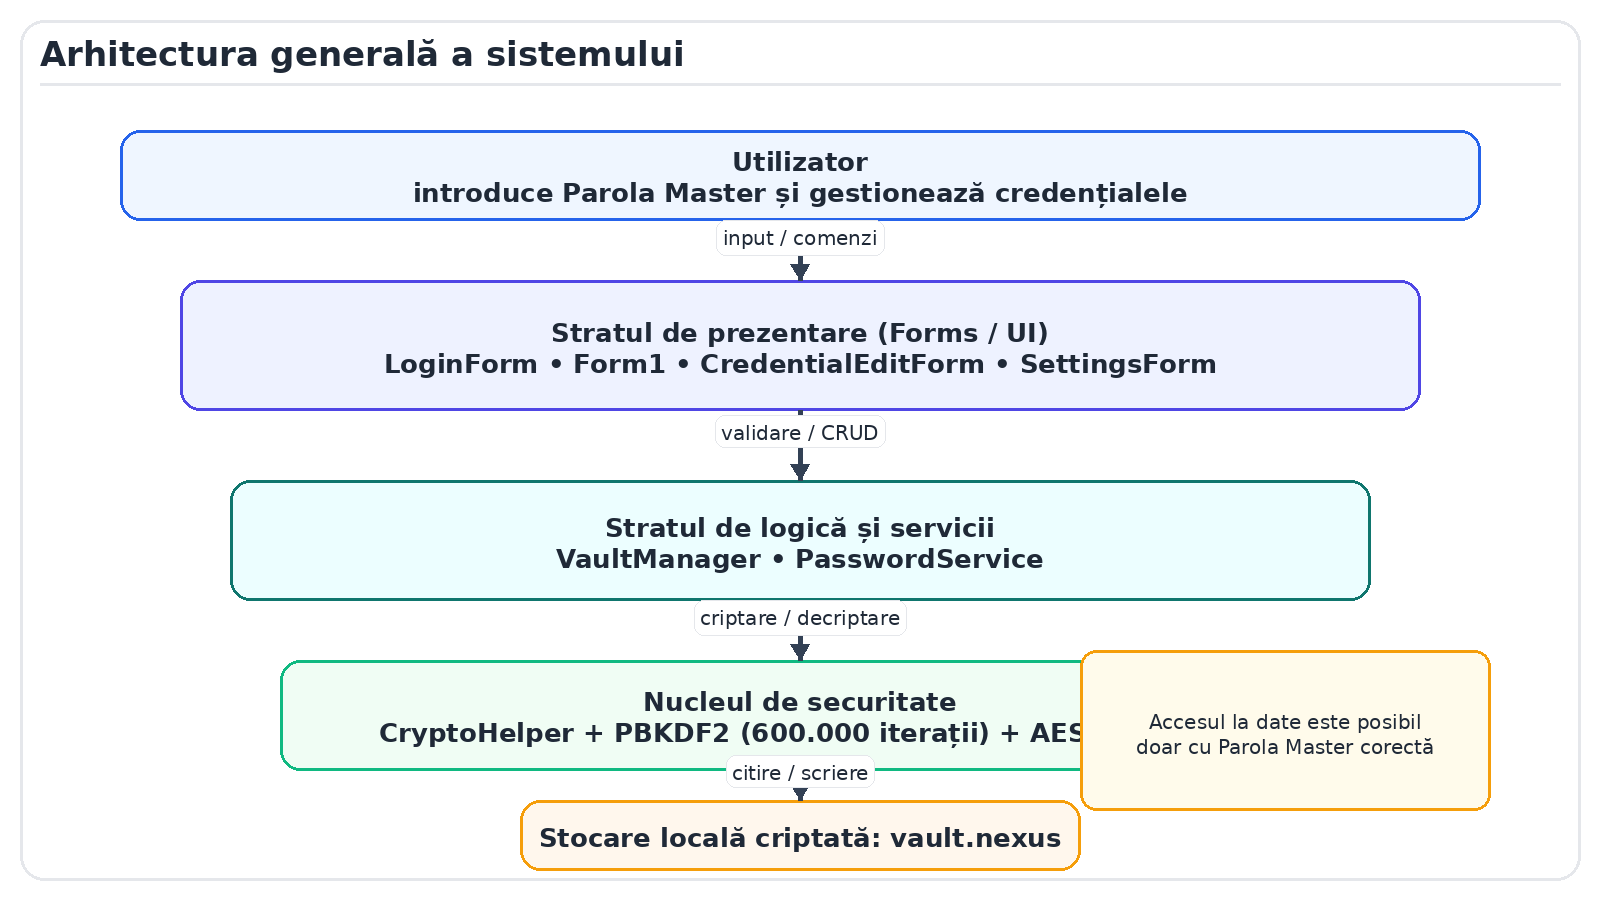 Arhitectura generală a sistemului
Utilizator
introduce Parola Master și gestionează credențialele
input / comenzi
Stratul de prezentare (Forms / UI)
LoginForm • Form1 • CredentialEditForm • SettingsForm
validare / CRUD
Stratul de logică și servicii
VaultManager • PasswordService
criptare / decriptare
Nucleul de securitate
CryptoHelper + PBKDF2 (600.000 iterații) + AES
Accesul la date este posibil
doar cu Parola Master corectă
citire / scriere
Stocare locală criptată: vault.nexus